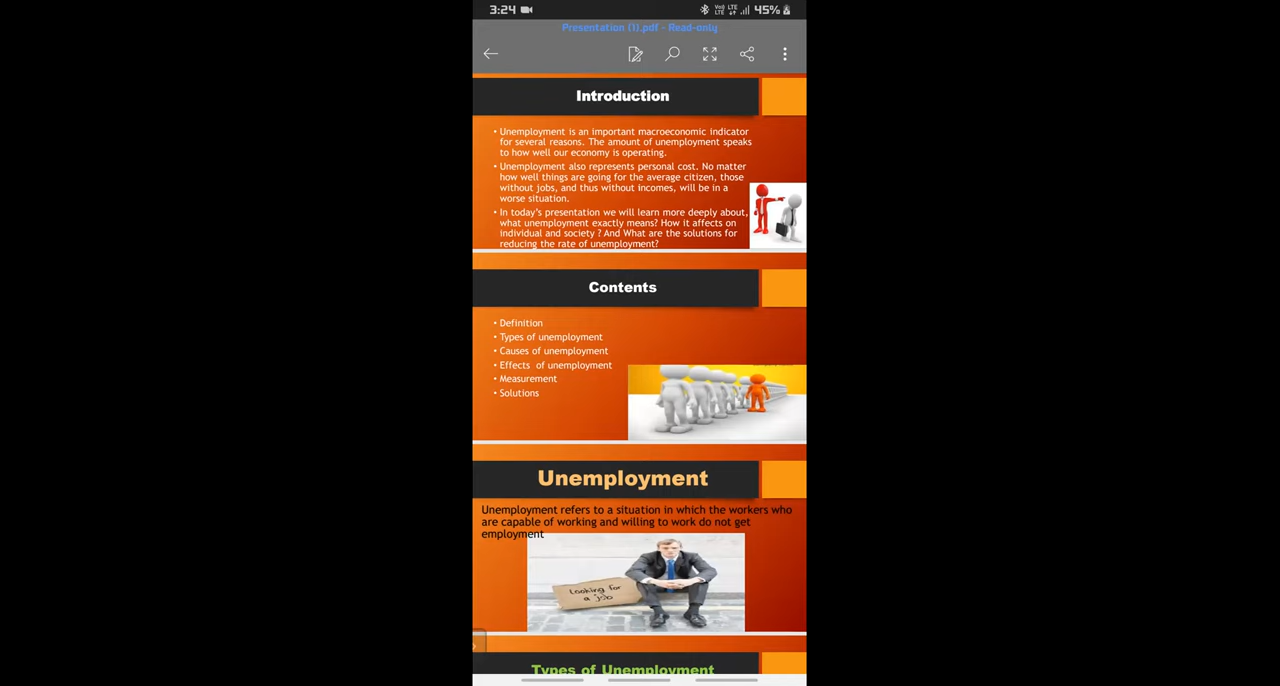 3:24 45%
Presentation (1).pdf - Read-only
Introduction
• Unemployment is an important macroeconomic indicator
for several reasons. The amount of unemployment speaks
to how well our economy is operating.
• Unemployment also represents personal cost. No matter
how well things are going for the average citizen, those
without jobs, and thus without incomes, will be in a
worse situation.
• In today's presentation we will learn more deeply about,
what unemployment exactly means? How it affects on
individual and society ? And What are the solutions for
reducing the rate of unemployment?
Contents
• Definition
• Types of unemployment
• Causes of unemployment
• Effects of unemployment
• Measurement
• Solutions
Unemployment
Unemployment refers to a situation in which the workers who
are capable of working and willing to work do not get
employment
Looking for
a job
Types of Unemployment